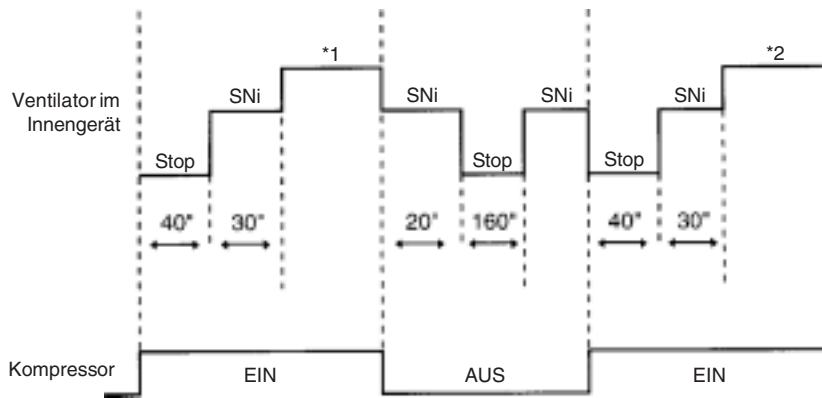 *1
*2
SNi
SNi
SNi
SNi
Ventilator im
Innengerät
Stop
Stop
Stop
40"
30"
20"
160"
40"
30"
Kompressor
EIN
AUS
EIN